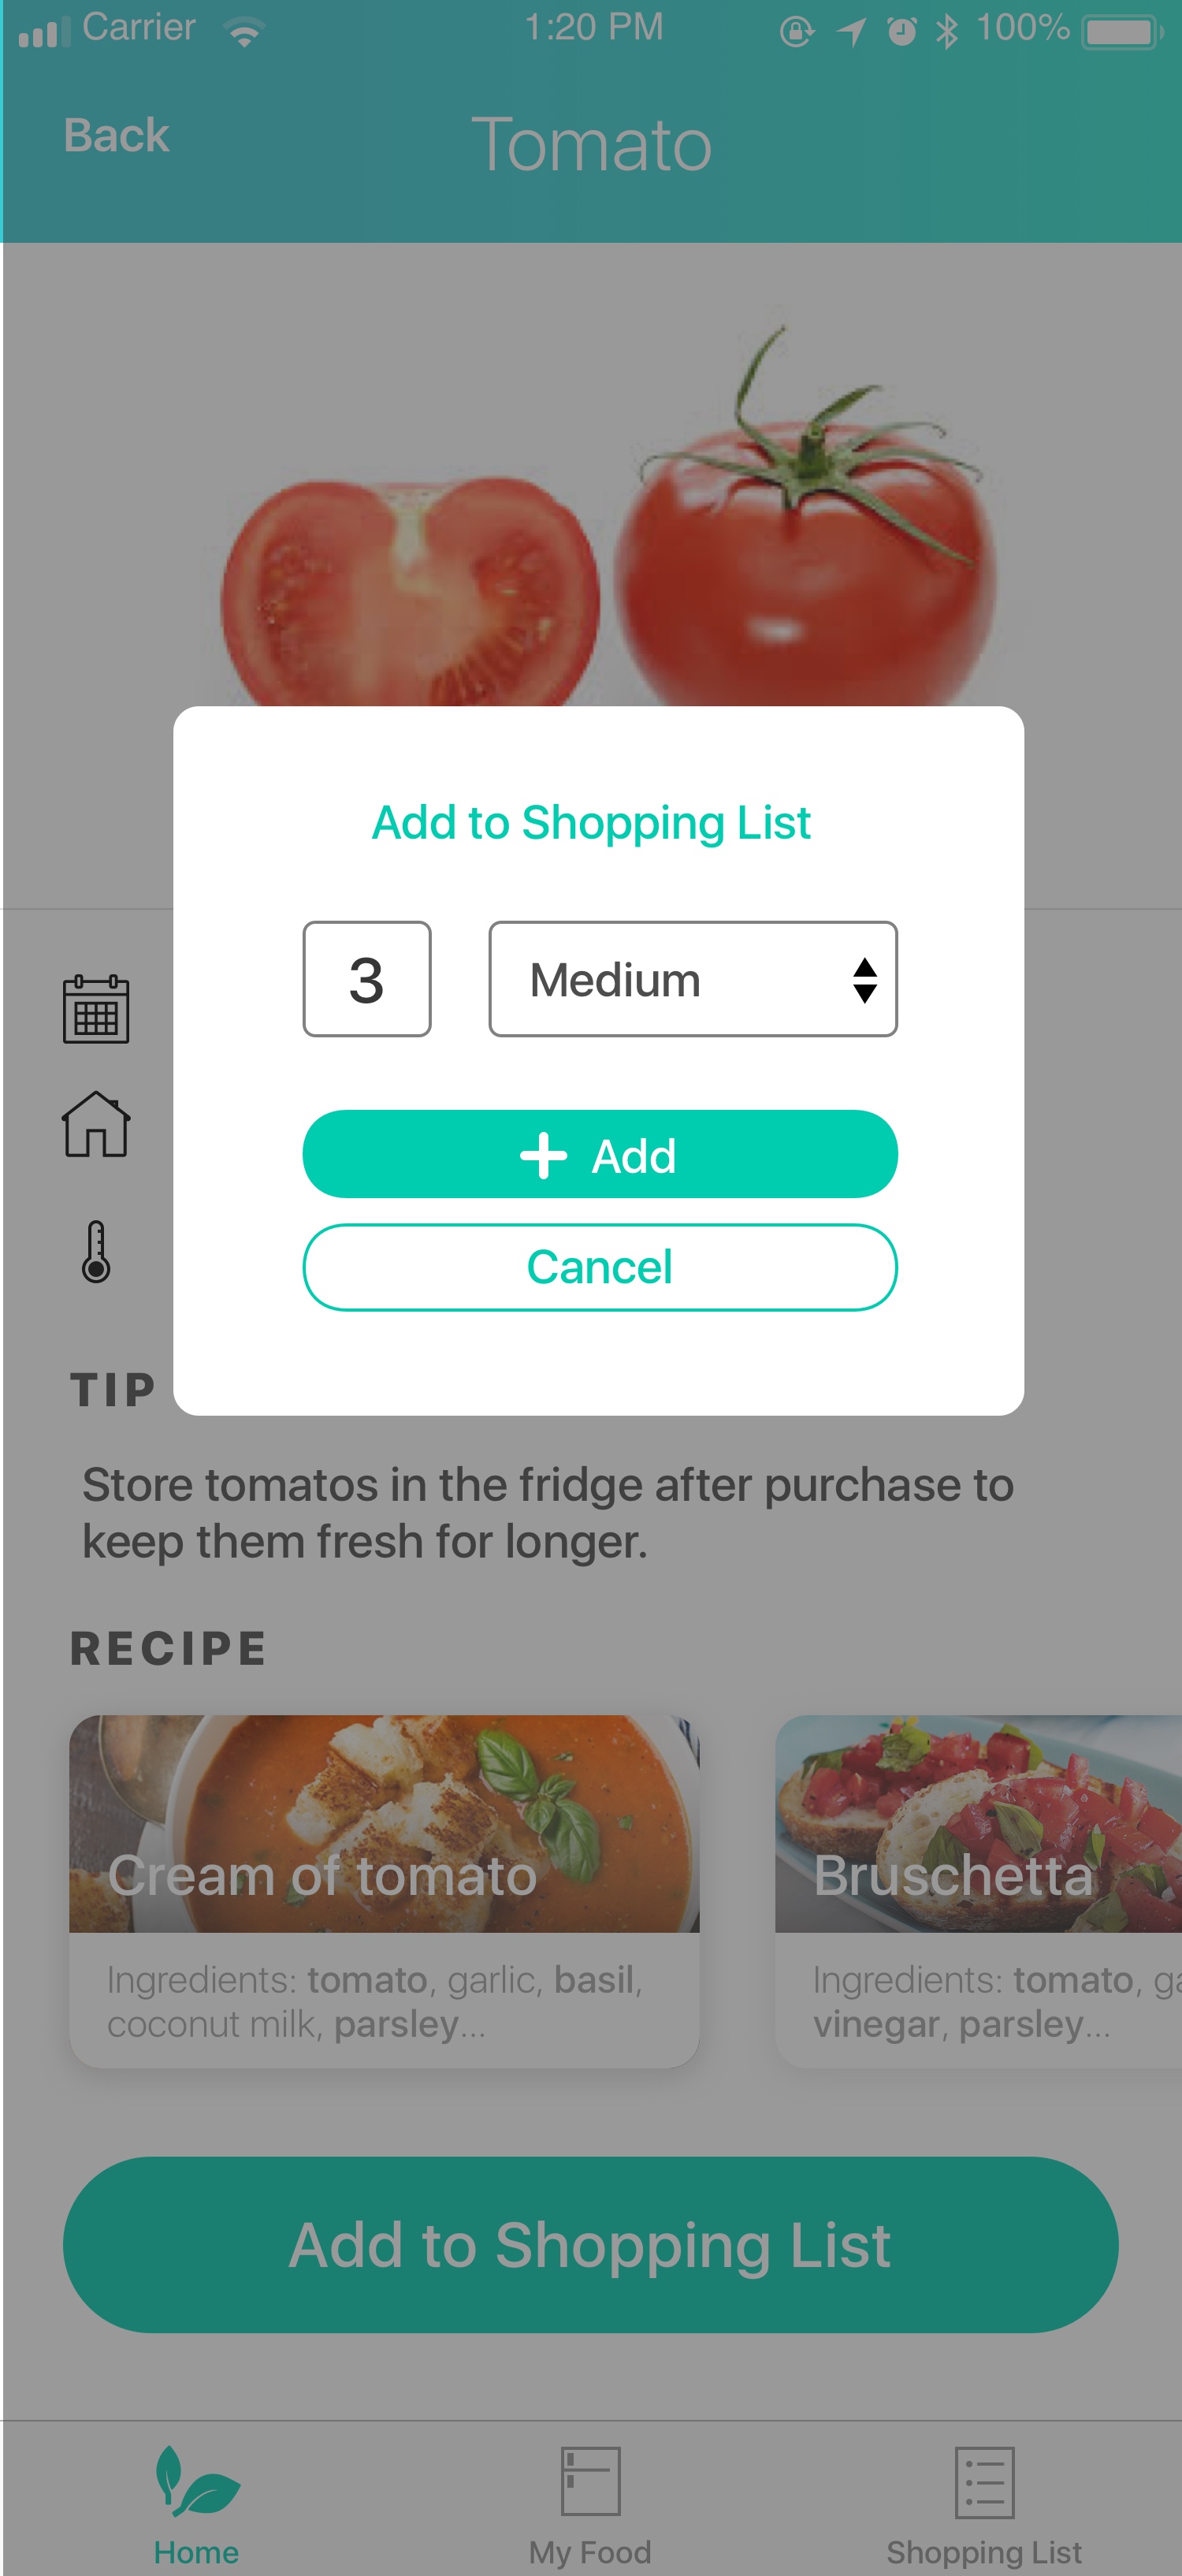 Carrier 1:20 PM 100%
Back Tomato
Add to Shopping List
3 Medium
+ Add
Cancel
TIP
Store tomatos in the fridge after purchase to
keep them fresh for longer.
RECIPE
Cream of tomato
Ingredients: tomato, garlic, basil,
coconut milk, parsley...
Bruschetta
Ingredients: tomato, ga
vinegar, parsley...
Add to Shopping List
Home My Food Shopping List